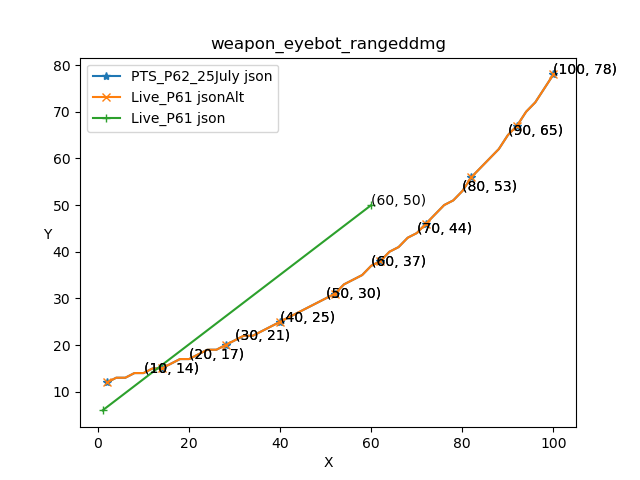 weapon_eyebot_rangeddmg
PTS_P62_25July json
Live_P61 jsonAlt
Live_P61 json
80
70
60
50
40
30
20
10
Y
(100, 78)
(90, 65)
(80, 53)
(60, 50)
(70, 44)
(60, 37)
(50, 30)
(40, 25)
(30, 21)
(20, 17)
(10, 14)
0 20 40 60 80 100
X